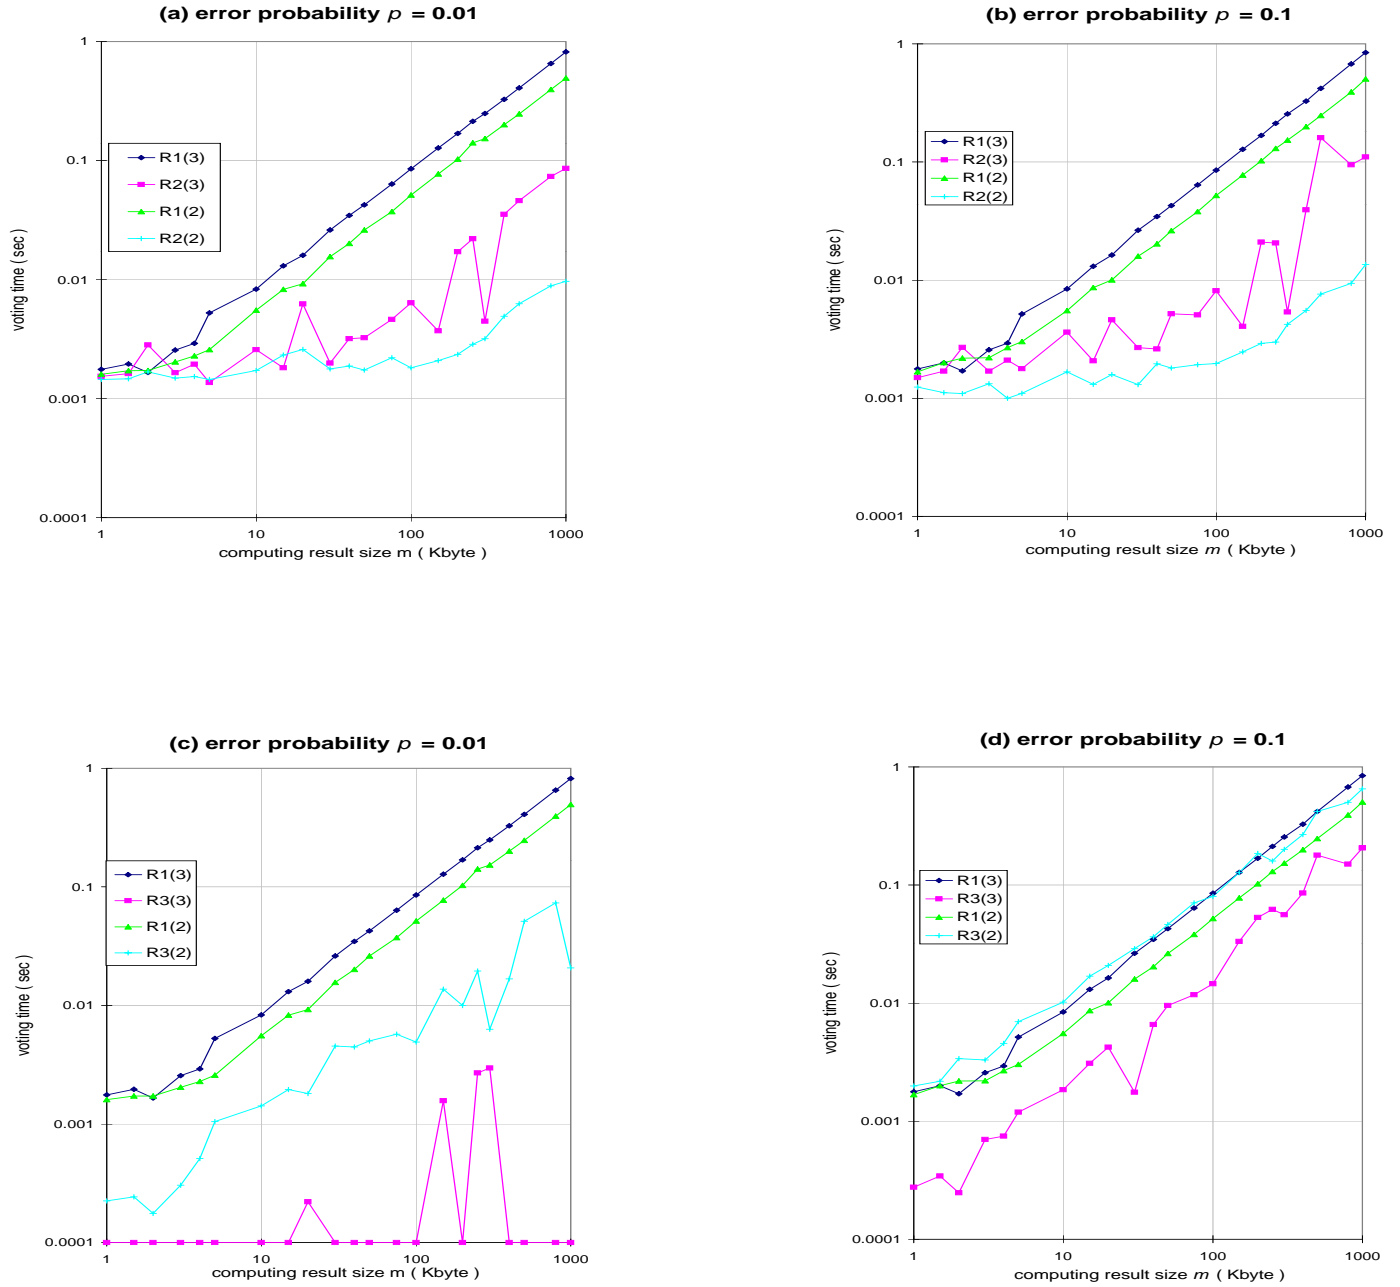 (a) error probability p = 0.01
1
0.1
0.01
0.001
0.0001
voting time ( sec )
R1(3)
R2(3)
R1(2)
R2(2)
1 10 100 1000
computing result size m ( Kbyte )
(b) error probability p = 0.1
1
0.1
0.01
0.001
0.0001
voting time ( sec )
R1(3)
R2(3)
R1(2)
R2(2)
1 10 100 1000
computing result size m ( Kbyte )
(c) error probability p = 0.01
1
0.1
0.01
0.001
0.0001
voting time ( sec )
R1(3)
R3(3)
R1(2)
R3(2)
1 10 100 1000
computing result size m ( Kbyte )
(d) error probability p = 0.1
1
0.1
0.01
0.001
0.0001
voting time ( sec )
R1(3)
R3(3)
R1(2)
R3(2)
1 10 100 1000
computing result size m ( Kbyte )